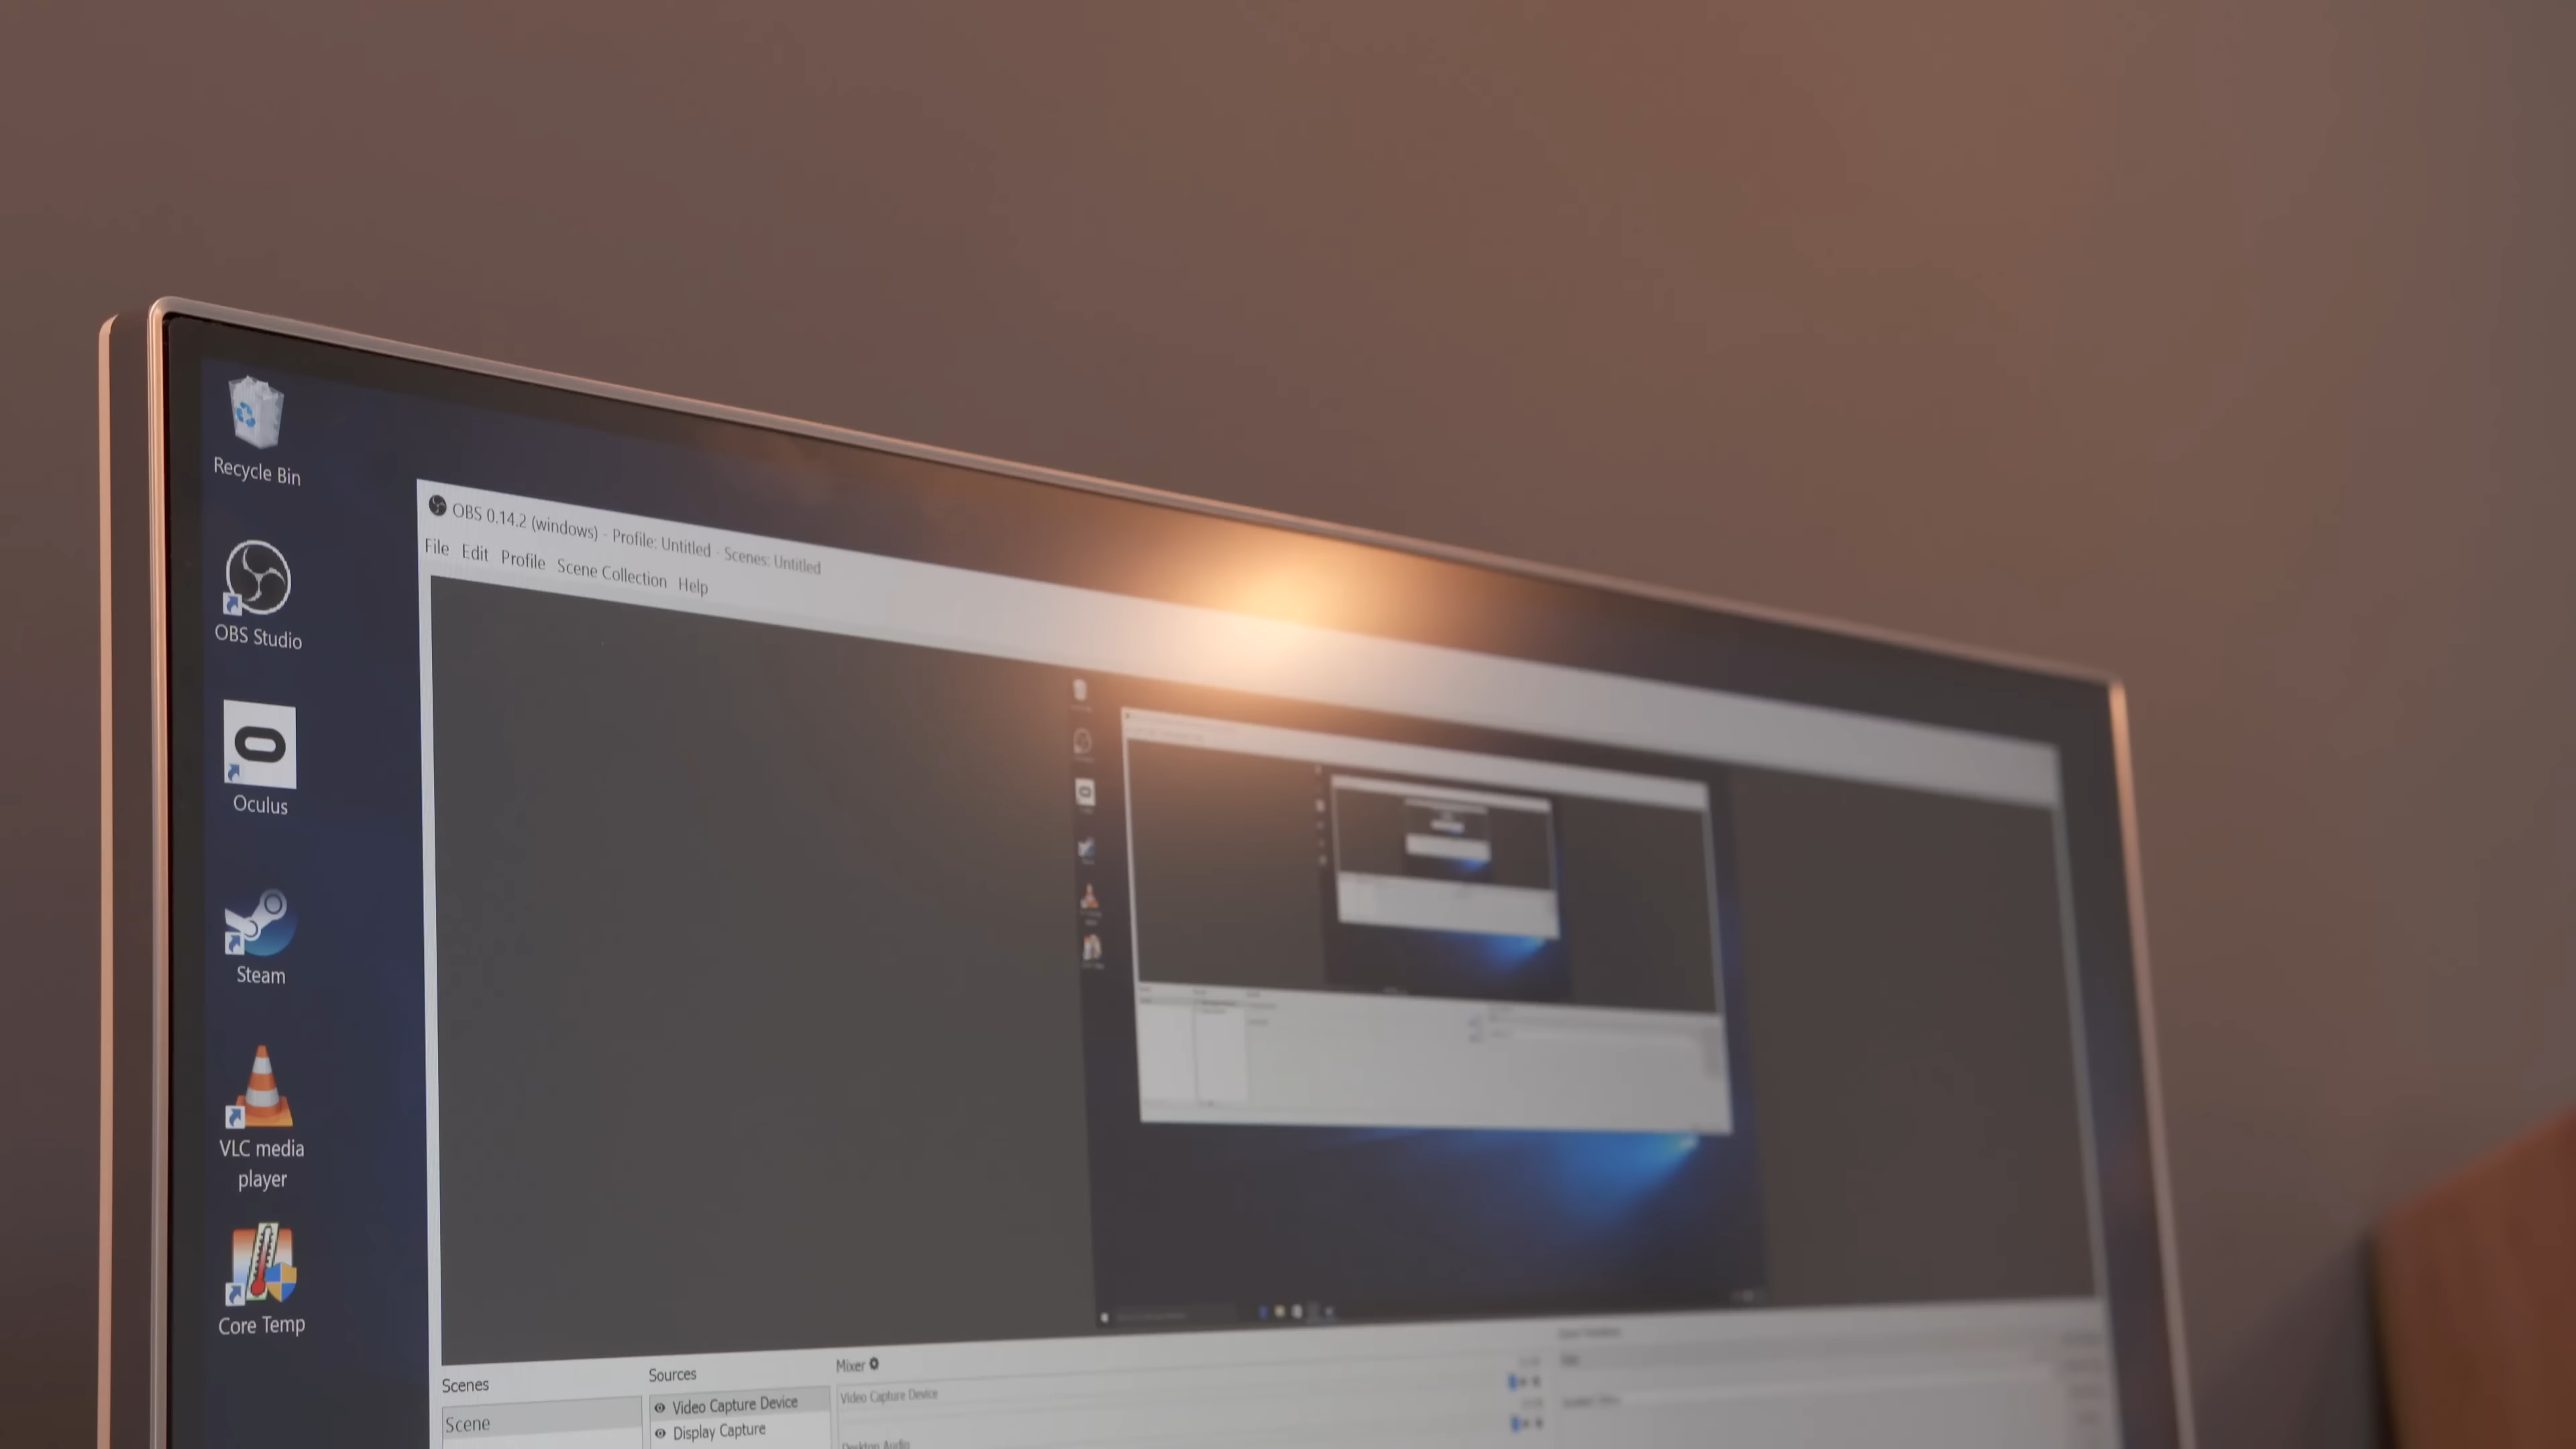 Recycle Bin
OBS Studio
Oculus
Steam
VLC media
player
Core Temp
OBS 0.14.2 (windows) - Profile: Untitled - Scenes: Untitled
File Edit Profile Scene Collection Help
Scenes
Scene
Sources
Video Capture Device
Display Capture
Mixer
Video Capture Device
Desktop Audio